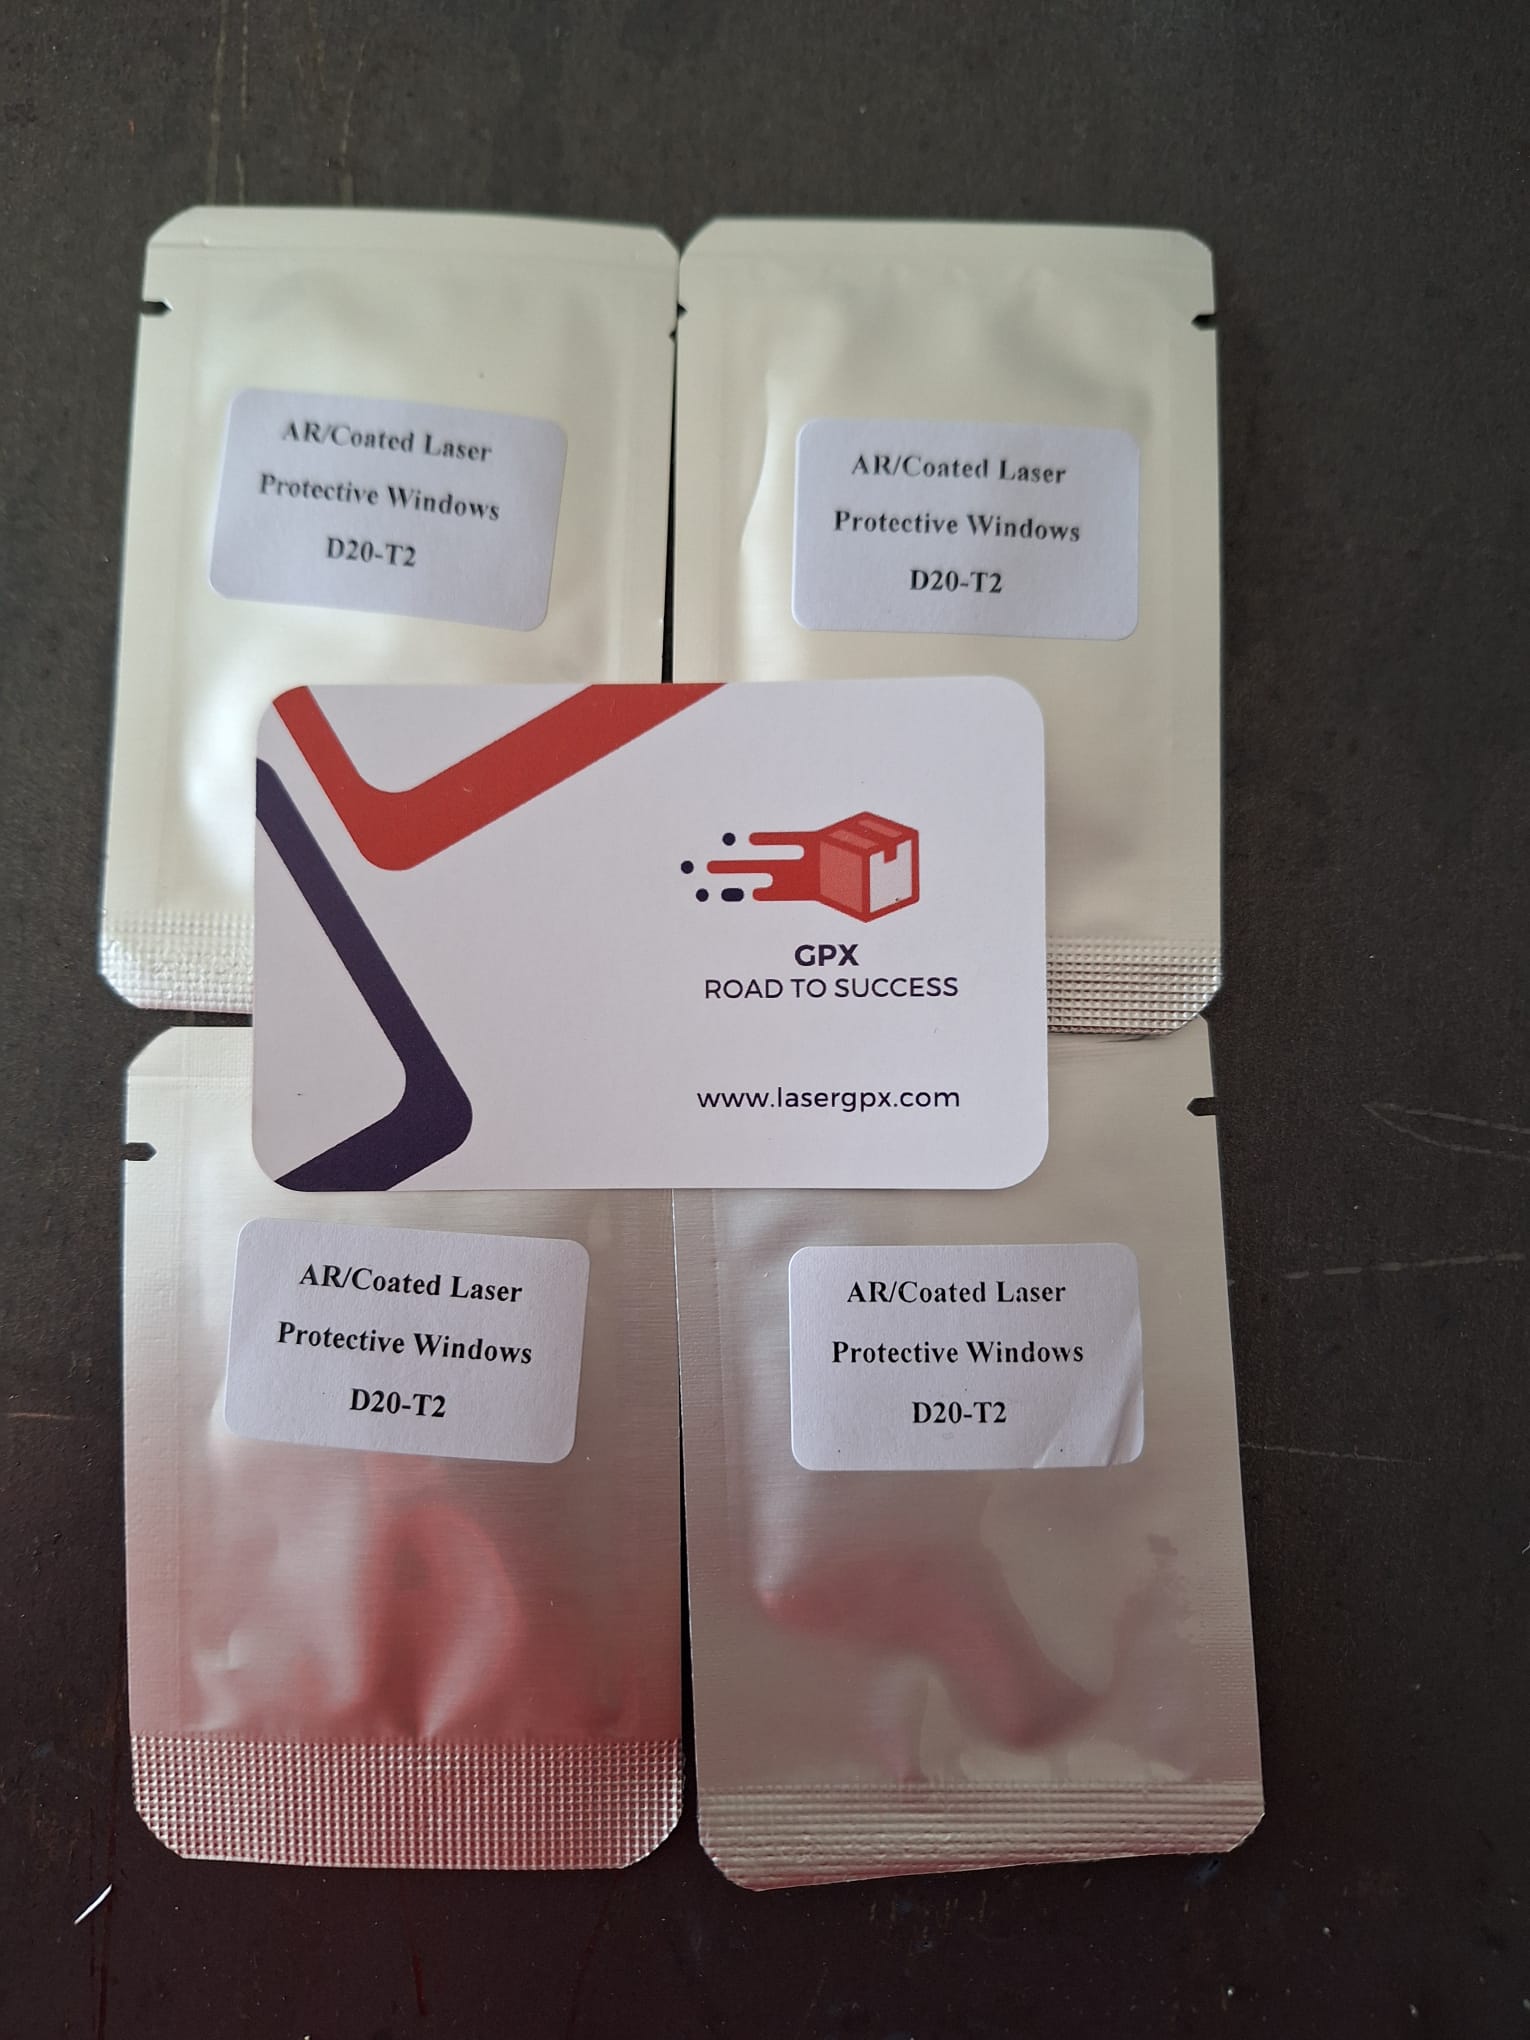 AR/Coated Laser
Protective Windows
D20-T2
AR/Coated Laser
Protective Windows
D20-T2
GPX
ROAD TO SUCCESS
www.lasergpx.com
AR/Coated Laser
Protective Windows
D20-T2
AR/Coated Laser
Protective Windows
D20-T2